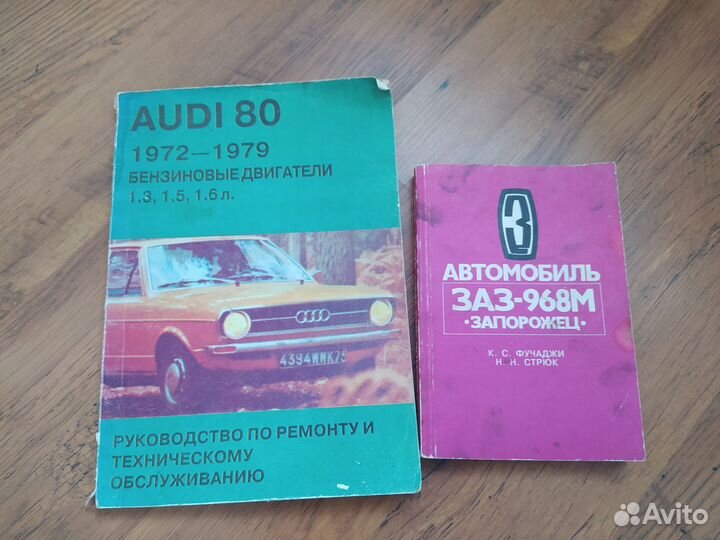 AUDI 80
1972—1979
БЕНЗИНОВЫЕ ДВИГАТЕЛИ
1.3, 1.5, 1.6 л.
4394WWK75
РУКОВОДСТВО ПО РЕМОНТУ И
ТЕХНИЧЕСКОМУ
ОБСЛУЖИВАНИЮ
З
АВТОМОБИЛЬ
ЗАЗ-968М
·ЗАПОРОЖЕЦ·
К. С. ФУЧАДЖИ
Н. Н. СТРЮК
Avito